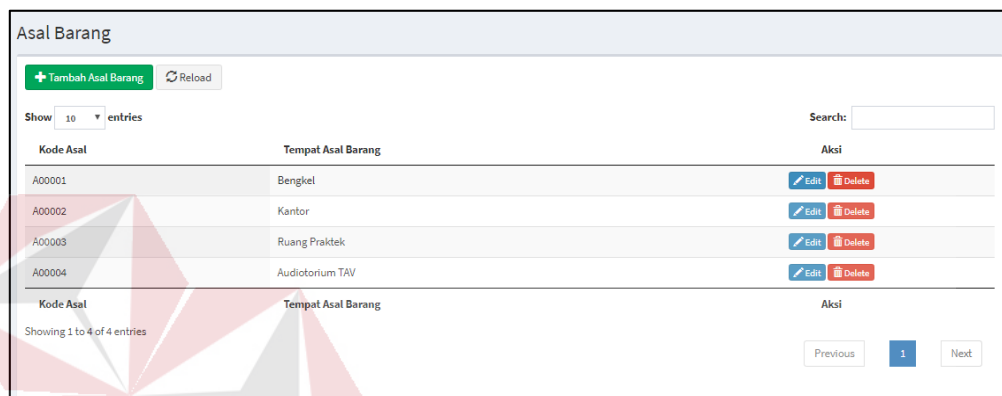 Asal Barang
Tambah Asal Barang Reload
Show 10 entries Search:
Kode Asal Tempat Asal Barang Aksi
A00001 Bengkel Edit Delete
A00002 Kantor Edit Delete
A00003 Ruang Praktek Edit Delete
A00004 Audiotorium TAV Edit Delete
Kode Asal Tempat Asal Barang Aksi
Showing 1 to 4 of 4 entries
Previous 1 Next